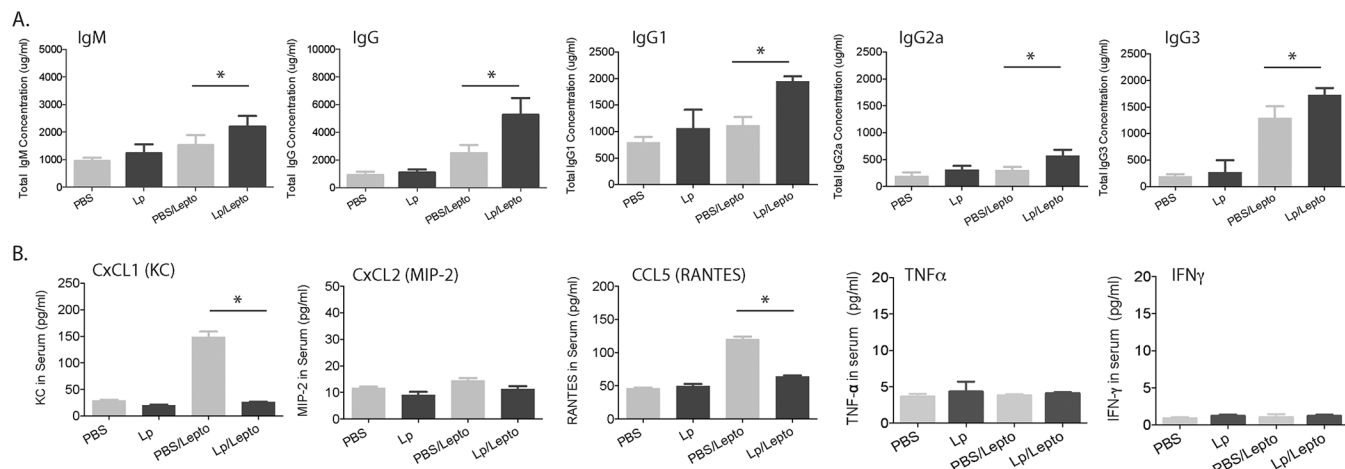 A.
IgM
Total IgM Concentration (ug/ml)
5000
4000
3000
2000
1000
0
*
PBS
Lp
PBS/Lepto
Lp/Lepto
IgG
Total IgG Concentration (ug/ml)
10000
8000
6000
4000
2000
0
*
PBS
Lp
PBS/Lepto
Lp/Lepto
IgG1
Total IgG1 Concentration (ug/ml)
2500
2000
1500
1000
500
0
*
PBS
Lp
PBS/Lepto
Lp/Lepto
IgG2a
Total IgG2a Concentration (ug/ml)
2500
2000
1500
1000
500
0
*
PBS
Lp
PBS/Lepto
Lp/Lepto
IgG3
Total IgG3 Concentration (ug/ml)
2500
2000
1500
1000
500
0
*
PBS
Lp
PBS/Lepto
Lp/Lepto
B.
CxCL1 (KC)
KC in Serum (pg/ml)
250
200
150
100
50
0
*
PBS
Lp
PBS/Lepto
Lp/Lepto
CxCL2 (MIP-2)
MIP-2 in Serum (pg/ml)
50
40
30
20
10
0
PBS
Lp
PBS/Lepto
Lp/Lepto
CCL5 (RANTES)
RANTES in Serum (pg/ml)
200
150
100
50
0
*
PBS
Lp
PBS/Lepto
Lp/Lepto
TNFα
TNF-α in serum (pg/ml)
20
15
10
5
0
PBS
Lp
PBS/Lepto
Lp/Lepto
IFNγ
IFN-γ in serum (pg/ml)
20
15
10
5
0
PBS
Lp
PBS/Lepto
Lp/Lepto